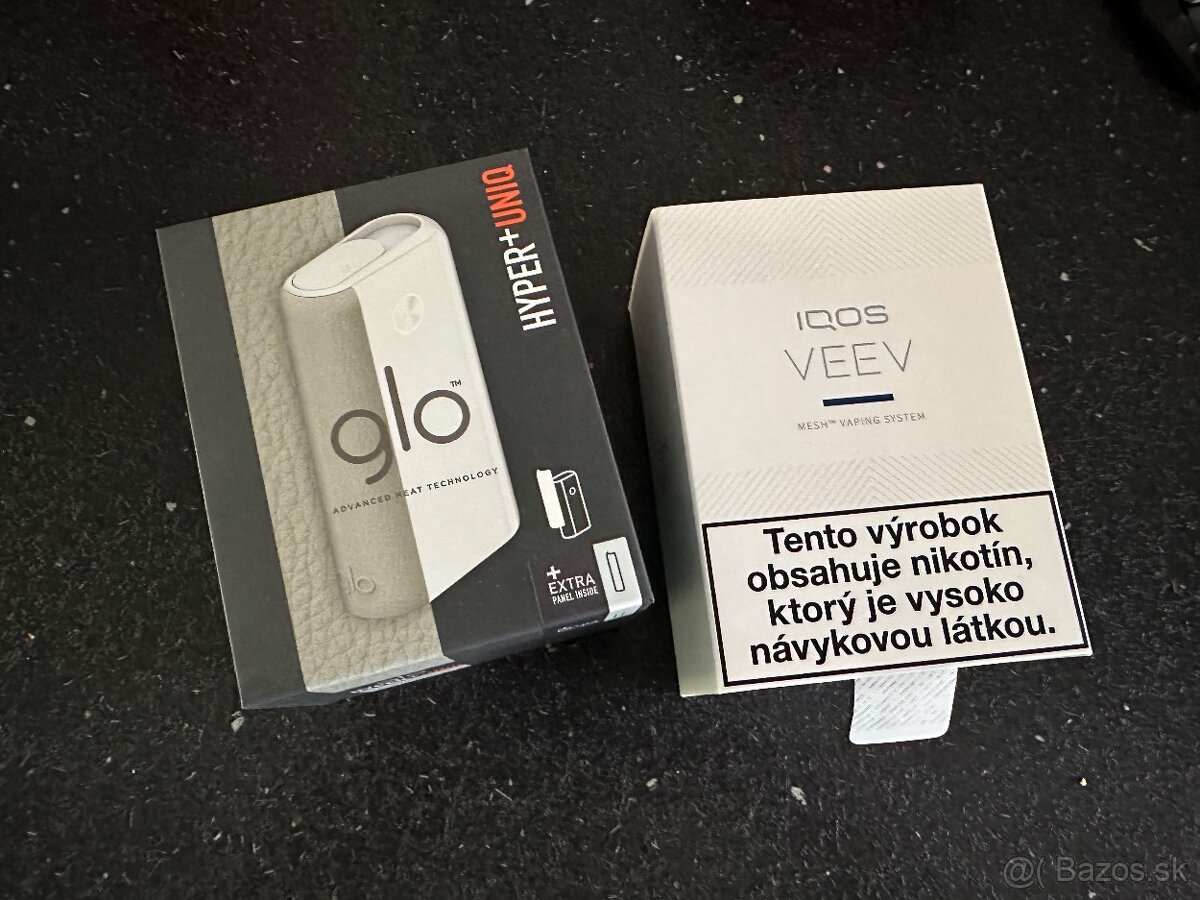 HYPER+UNIQ
glo™
ADVANCED HEAT TECHNOLOGY
glo
+
EXTRA
PANEL INSIDE
IQOS
VEEV
MESH™ VAPING SYSTEM
Tento výrobok
obsahuje nikotín,
ktorý je vysoko
návykovou látkou.
@( Bazos.sk